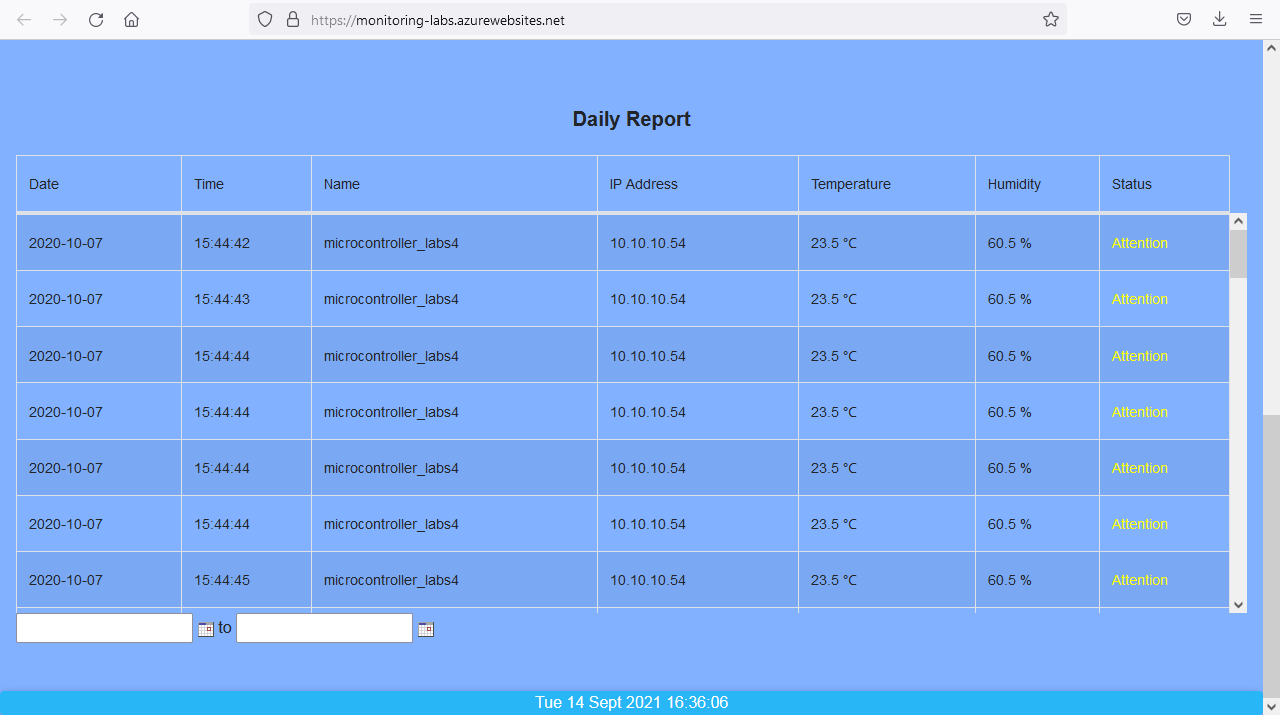 https://monitoring-labs.azurewebsites.net
Daily Report
Date Time Name IP Address Temperature Humidity Status
2020-10-07 15:44:42 microcontroller_labs4 10.10.10.54 23.5 °C 60.5 % Attention
2020-10-07 15:44:43 microcontroller_labs4 10.10.10.54 23.5 °C 60.5 % Attention
2020-10-07 15:44:44 microcontroller_labs4 10.10.10.54 23.5 °C 60.5 % Attention
2020-10-07 15:44:44 microcontroller_labs4 10.10.10.54 23.5 °C 60.5 % Attention
2020-10-07 15:44:44 microcontroller_labs4 10.10.10.54 23.5 °C 60.5 % Attention
2020-10-07 15:44:44 microcontroller_labs4 10.10.10.54 23.5 °C 60.5 % Attention
2020-10-07 15:44:45 microcontroller_labs4 10.10.10.54 23.5 °C 60.5 % Attention
to
Tue 14 Sept 2021 16:36:06